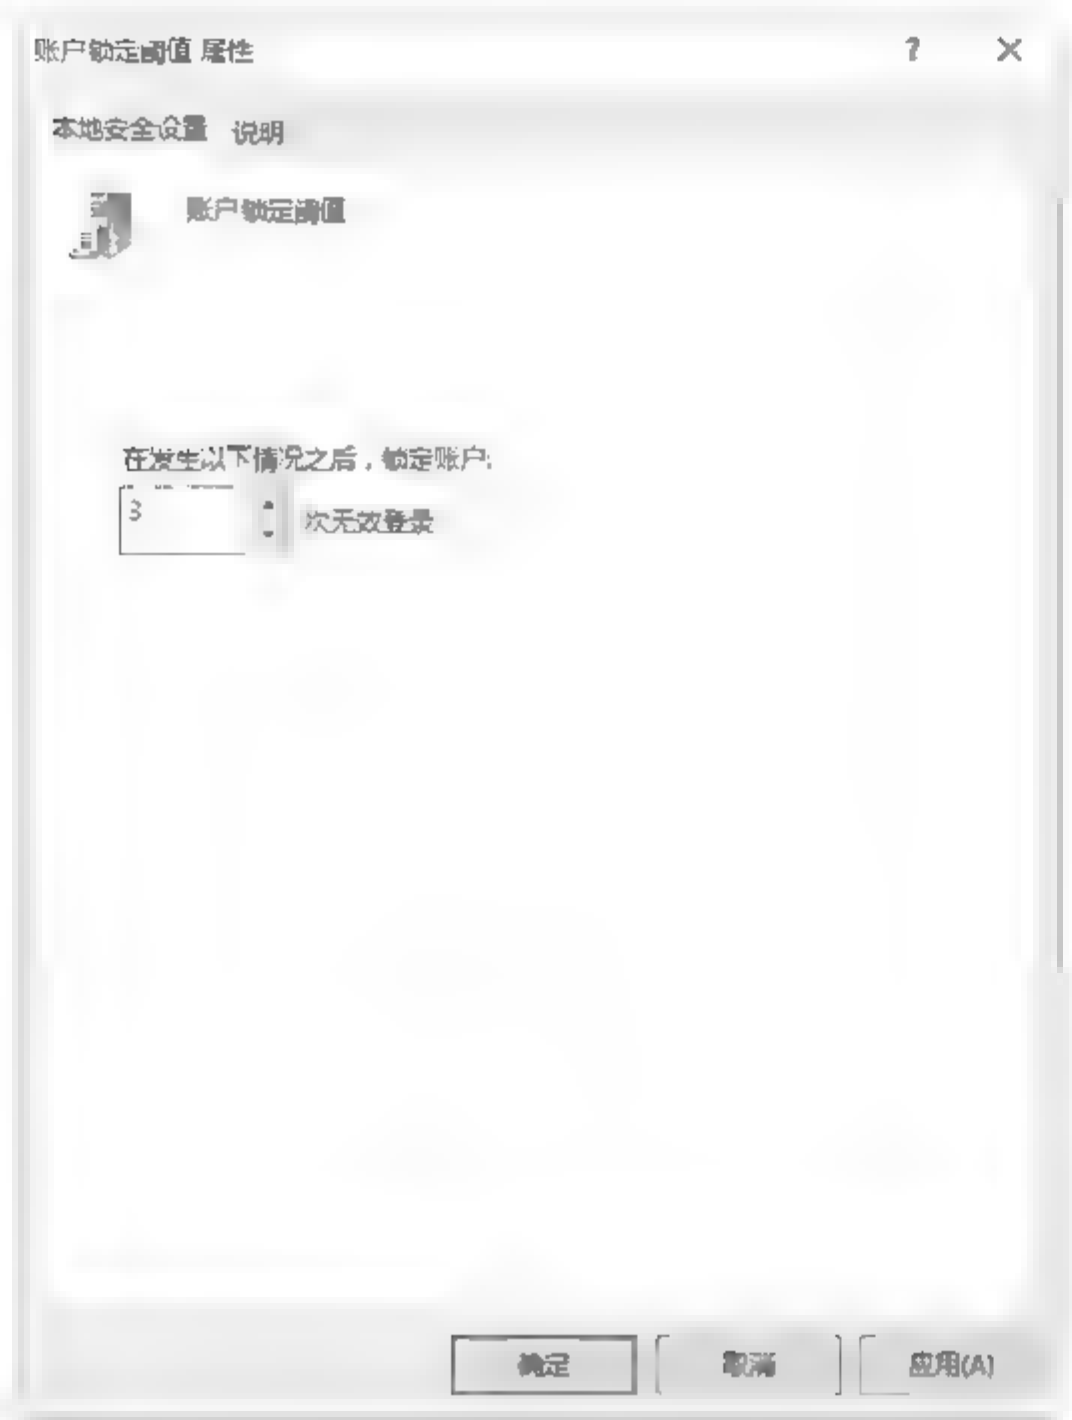 账户锁定阈值 属性 ?
本地安全设置 说明
账户锁定阈值
在发生以下情况之后，锁定账户:
3 次无效登录
确定 取消 应用(A)